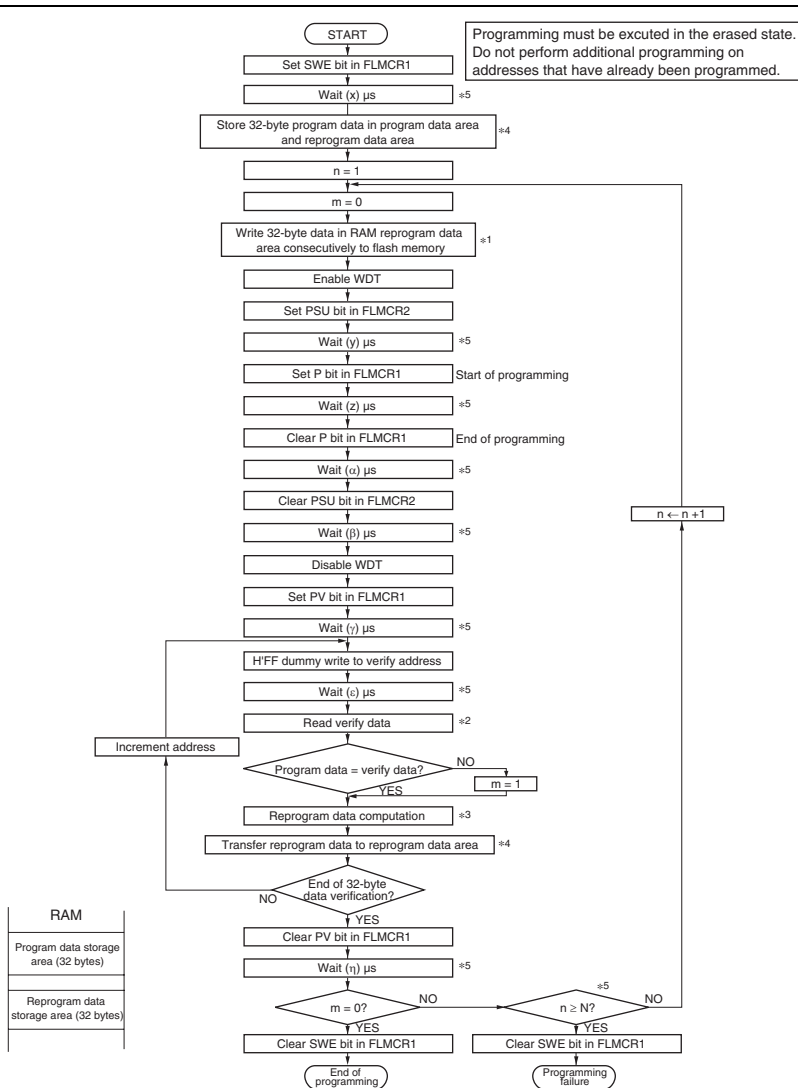 START
Programming must be excuted in the erased state.
Do not perform additional programming on
addresses that have already been programmed.
Set SWE bit in FLMCR1
Wait (x) μs
*5
Store 32-byte program data in program data area
and reprogram data area
*4
n = 1
m = 0
Write 32-byte data in RAM reprogram data
area consecutively to flash memory
*1
Enable WDT
Set PSU bit in FLMCR2
Wait (y) μs
*5
Set P bit in FLMCR1
Start of programming
Wait (z) μs
*5
Clear P bit in FLMCR1
End of programming
Wait (α) μs
*5
Clear PSU bit in FLMCR2
n ← n +1
Wait (β) μs
*5
Disable WDT
Set PV bit in FLMCR1
Wait (γ) μs
*5
H'FF dummy write to verify address
Wait (ε) μs
*5
Read verify data
*2
Increment address
Program data = verify data?
NO
m = 1
YES
Reprogram data computation
*3
Transfer reprogram data to reprogram data area
*4
End of 32-byte
data verification?
NO
YES
RAM
Program data storage
area (32 bytes)
Reprogram data
storage area (32 bytes)
Clear PV bit in FLMCR1
Wait (η) μs
*5
m = 0?
NO
*5
n ≥ N?
NO
YES
YES
Clear SWE bit in FLMCR1
Clear SWE bit in FLMCR1
End of
programming
Programming
failure